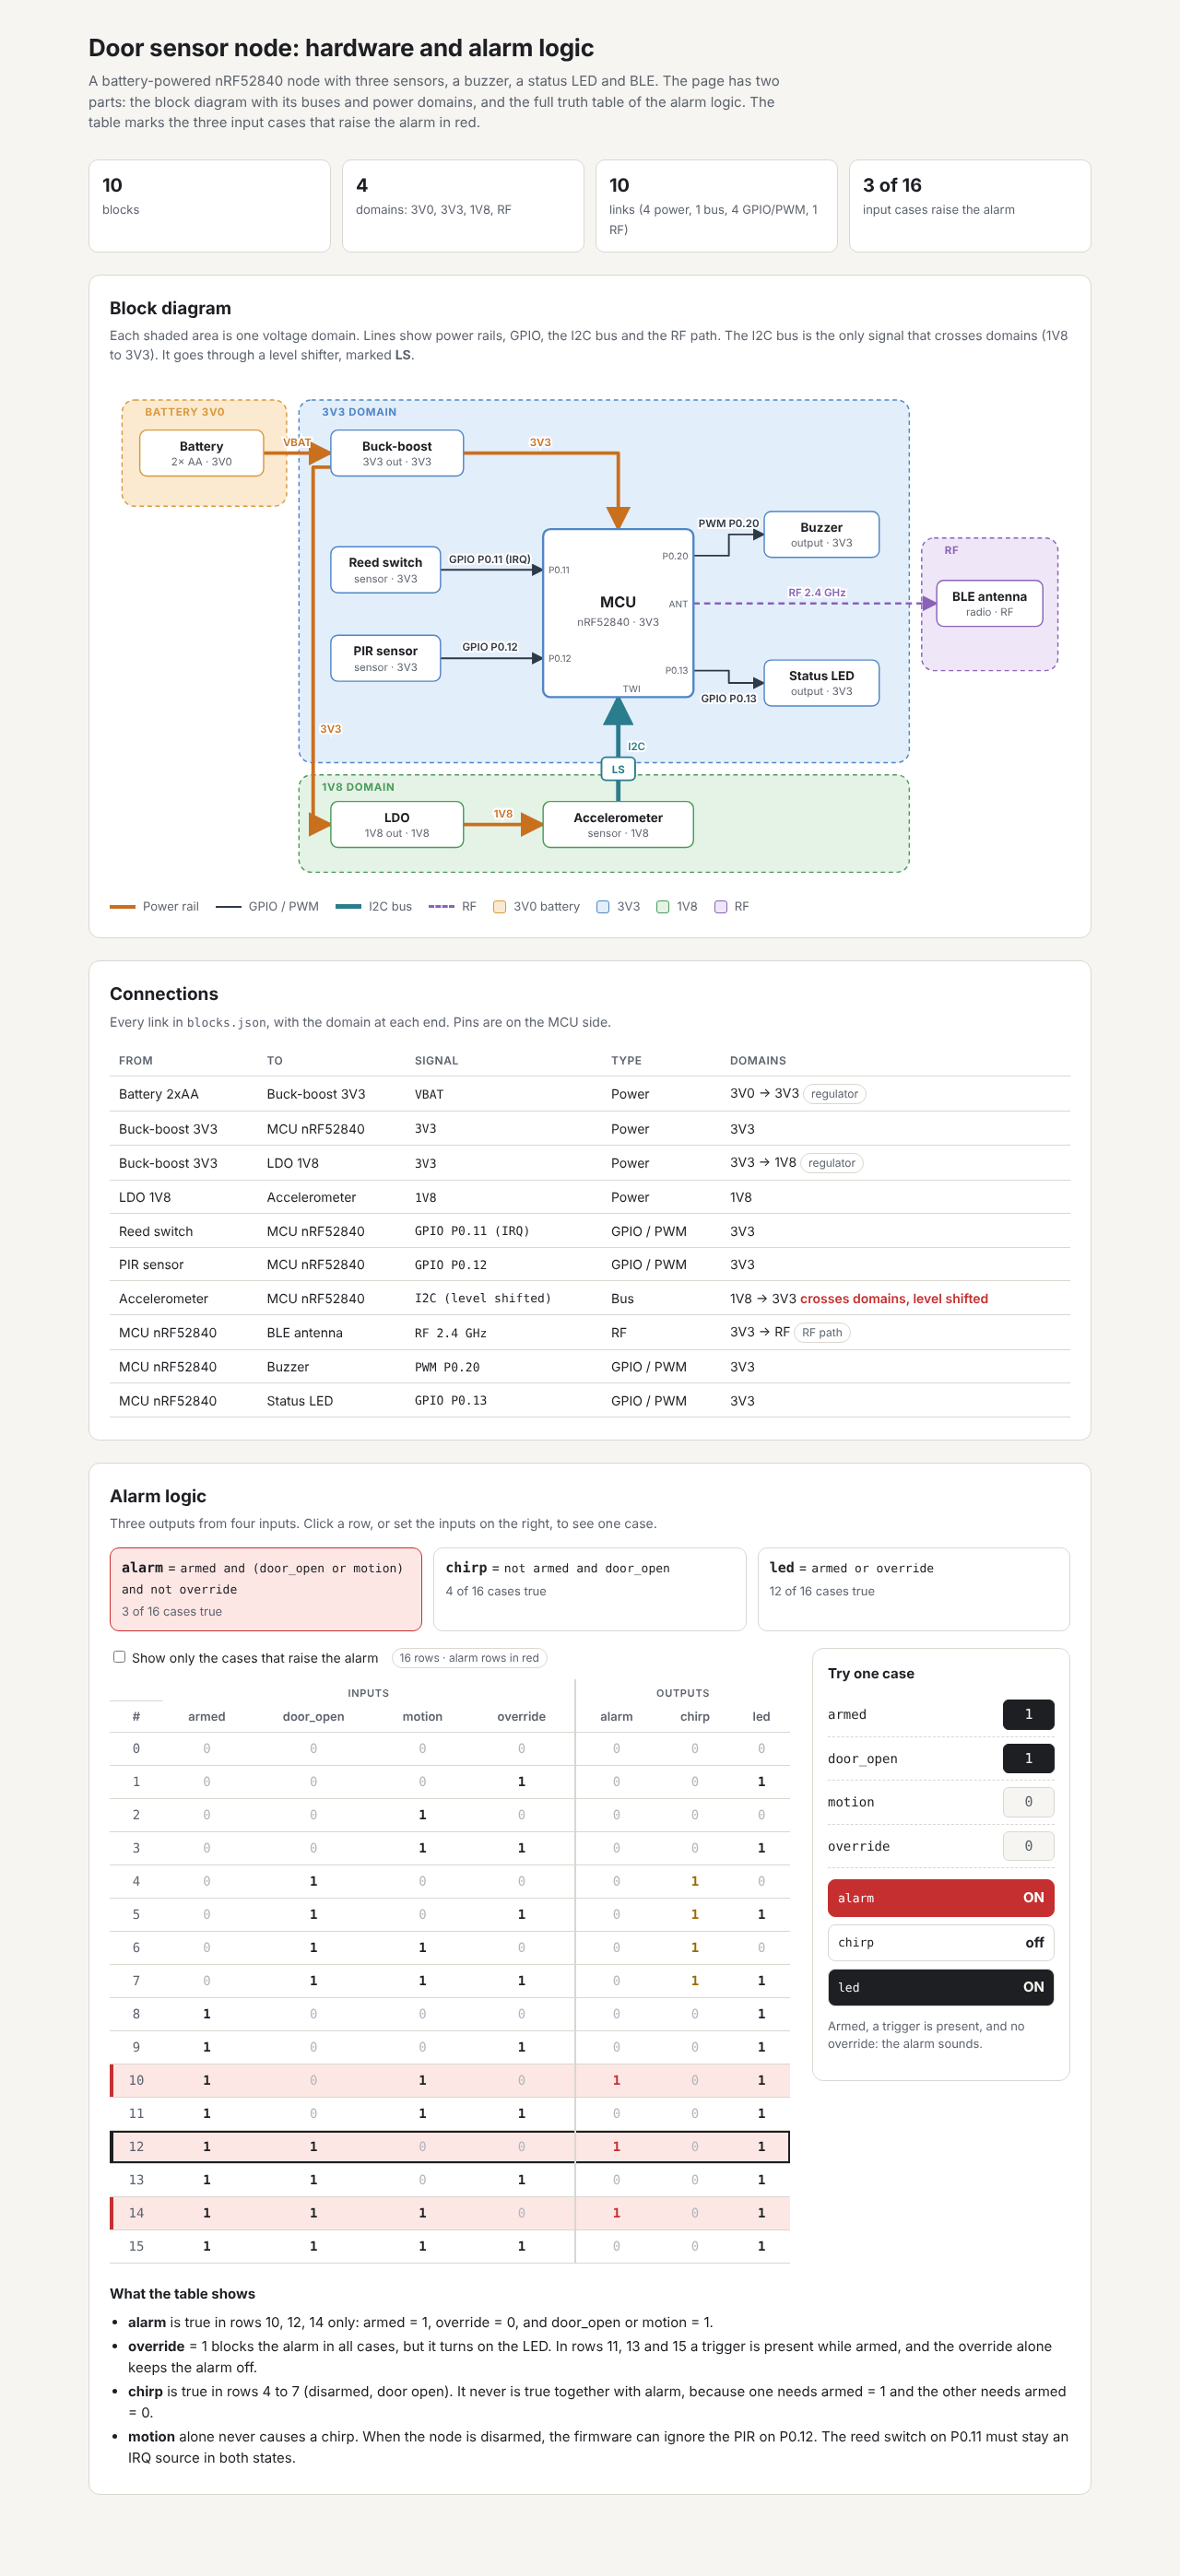 Door sensor node: hardware and alarm logic
A battery-powered nRF52840 node with three sensors, a buzzer, a status LED and BLE. The page has two
parts: the block diagram with its buses and power domains, and the full truth table of the alarm logic. The
table marks the three input cases that raise the alarm in red.
10
blocks
4
domains: 3V0, 3V3, 1V8, RF
10
links (4 power, 1 bus, 4 GPIO/PWM, 1
RF)
3 of 16
input cases raise the alarm
Block diagram
Each shaded area is one voltage domain. Lines show power rails, GPIO, the I2C bus and the RF path. The I2C bus is the only signal that crosses domains (1V8
to 3V3). It goes through a level shifter, marked LS.
BATTERY 3V0
3V3 DOMAIN
Battery
2× AA · 3V0
VBAT
Buck-boost
3V3 out · 3V3
3V3
PWM P0.20
Buzzer
output · 3V3
RF
Reed switch
sensor · 3V3
GPIO P0.11 (IRQ)
P0.11
P0.20
MCU
nRF52840 · 3V3
ANT
RF 2.4 GHz
BLE antenna
radio · RF
PIR sensor
sensor · 3V3
GPIO P0.12
P0.12
P0.13
TWI
GPIO P0.13
Status LED
output · 3V3
3V3
I2C
LS
1V8 DOMAIN
LDO
1V8 out · 1V8
1V8
Accelerometer
sensor · 1V8
Power rail GPIO / PWM I2C bus RF 3V0 battery 3V3 1V8 RF
Connections
Every link in blocks.json, with the domain at each end. Pins are on the MCU side.
FROM TO SIGNAL TYPE DOMAINS
Battery 2xAA Buck-boost 3V3 VBAT Power 3V0 → 3V3 regulator
Buck-boost 3V3 MCU nRF52840 3V3 Power 3V3
Buck-boost 3V3 LDO 1V8 3V3 Power 3V3 → 1V8 regulator
LDO 1V8 Accelerometer 1V8 Power 1V8
Reed switch MCU nRF52840 GPIO P0.11 (IRQ) GPIO / PWM 3V3
PIR sensor MCU nRF52840 GPIO P0.12 GPIO / PWM 3V3
Accelerometer MCU nRF52840 I2C (level shifted) Bus 1V8 → 3V3 crosses domains, level shifted
MCU nRF52840 BLE antenna RF 2.4 GHz RF 3V3 → RF RF path
MCU nRF52840 Buzzer PWM P0.20 GPIO / PWM 3V3
MCU nRF52840 Status LED GPIO P0.13 GPIO / PWM 3V3
Alarm logic
Three outputs from four inputs. Click a row, or set the inputs on the right, to see one case.
alarm = armed and (door_open or motion)
and not override
3 of 16 cases true
chirp = not armed and door_open
4 of 16 cases true
led = armed or override
12 of 16 cases true
Show only the cases that raise the alarm 16 rows · alarm rows in red
INPUTS OUTPUTS
# armed door_open motion override alarm chirp led
0 0 0 0 0 0 0 0
1 0 0 0 1 0 0 1
2 0 0 1 0 0 0 0
3 0 0 1 1 0 0 1
4 0 1 0 0 0 1 0
5 0 1 0 1 0 1 1
6 0 1 1 0 0 1 0
7 0 1 1 1 0 1 1
8 1 0 0 0 0 0 1
9 1 0 0 1 0 0 1
10 1 0 1 0 1 0 1
11 1 0 1 1 0 0 1
12 1 1 0 0 1 0 1
13 1 1 0 1 0 0 1
14 1 1 1 0 1 0 1
15 1 1 1 1 0 0 1
Try one case
armed 1
door_open 1
motion 0
override 0
alarm ON
chirp off
led ON
Armed, a trigger is present, and no
override: the alarm sounds.
What the table shows
• alarm is true in rows 10, 12, 14 only: armed = 1, override = 0, and door_open or motion = 1.
• override = 1 blocks the alarm in all cases, but it turns on the LED. In rows 11, 13 and 15 a trigger is present while armed, and the override alone
keeps the alarm off.
• chirp is true in rows 4 to 7 (disarmed, door open). It never is true together with alarm, because one needs armed = 1 and the other needs armed
= 0.
• motion alone never causes a chirp. When the node is disarmed, the firmware can ignore the PIR on P0.12. The reed switch on P0.11 must stay an
IRQ source in both states.